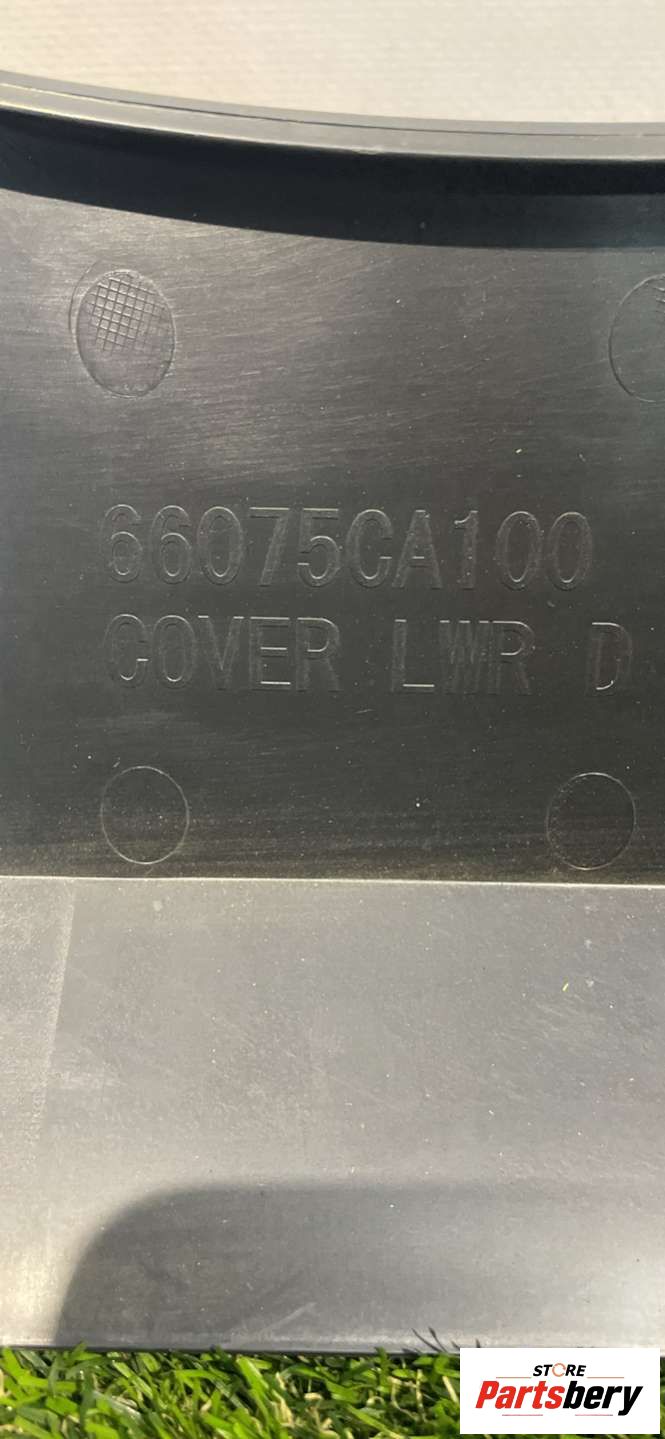 66075CA100
COVER LWR D
STORE
Partsbery